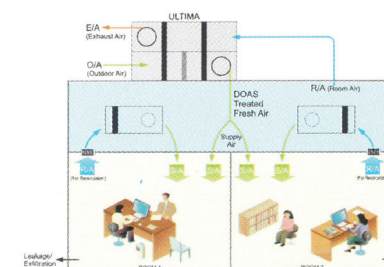 ULTIMA
E/A
(Exhaust Air)
O/A
(Outdoor Air)
R/A (Room Air)
DOAS
Treated
Fresh Air
Supply
Air
R/A
S/A
S/A
S/A
S/A
R/A
Leakage/
Exfiltration